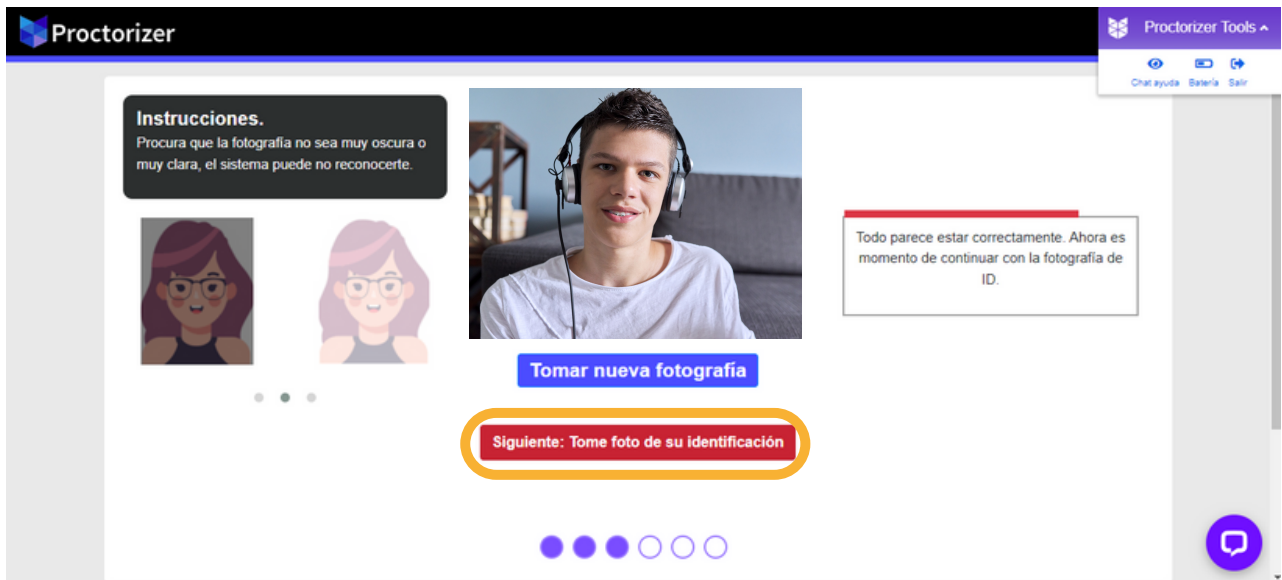 Proctorizer
Proctorizer Tools
Chat ayuda Batería Salir
Instrucciones.
Procura que la fotografía no sea muy oscura o
muy clara, el sistema puede no reconocerte.
Todo parece estar correctamente. Ahora es
momento de continuar con la fotografía de
ID.
Tomar nueva fotografía
Siguiente: Tome foto de su identificación